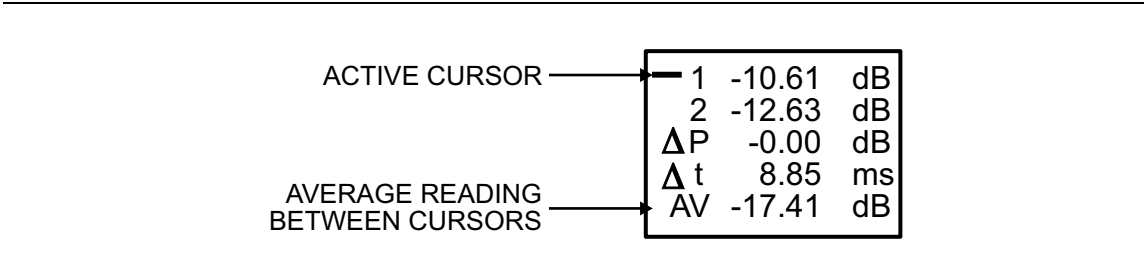 ACTIVE CURSOR
1 -10.61 dB
2 -12.63 dB
ΔP -0.00 dB
Δt 8.85 ms
AVERAGE READING
BETWEEN CURSORS
AV -17.41 dB